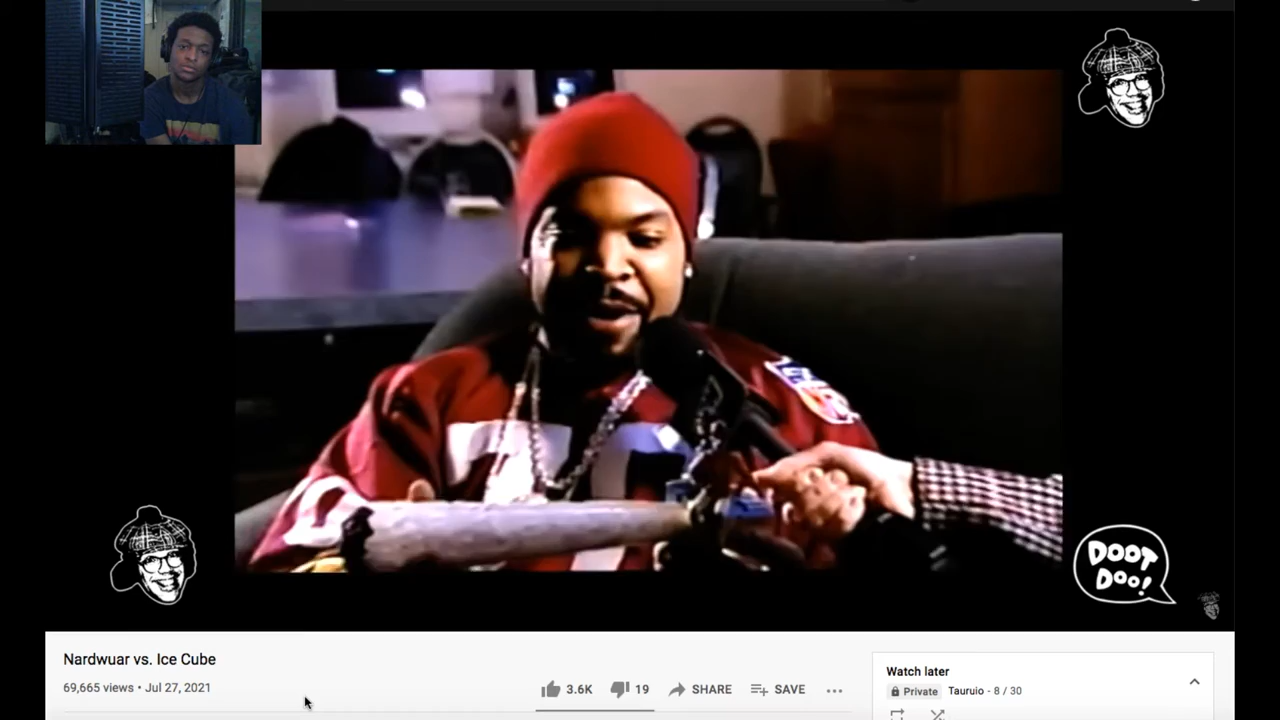 DOOT
DOO!
Nardwuar vs. Ice Cube
69,665 views • Jul 27, 2021
3.6K
19
SHARE
SAVE
Watch later
Private
Tauruio - 8 / 30